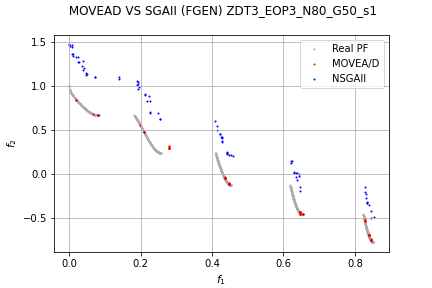 MOVEAD VS SGAII (FGEN) ZDT3_EOP3_N80_G50_s1
Real PF
MOVEA/D
NSGAII
1.5
1.0
0.5
0.0
−0.5
f2
0.0 0.2 0.4 0.6 0.8
f1